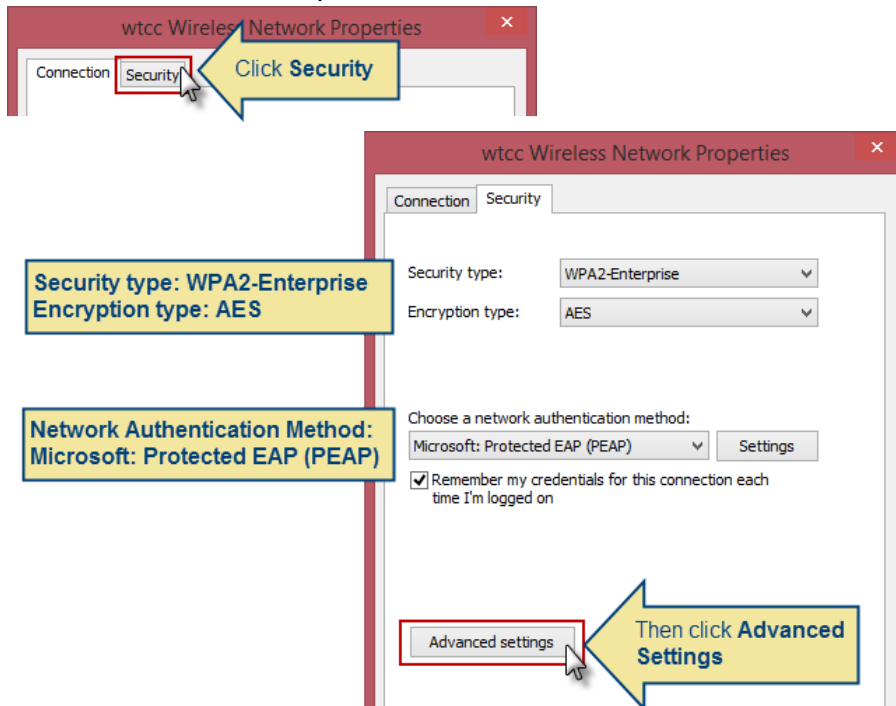 wtcc Wireless Network Properties
Connection Security
Click Security
wtcc Wireless Network Properties
Connection Security
Security type: WPA2-Enterprise
Encryption type: AES
Security type: WPA2-Enterprise
Encryption type: AES
Choose a network authentication method:
Network Authentication Method:
Microsoft: Protected EAP (PEAP)
Microsoft: Protected EAP (PEAP) Settings
Remember my credentials for this connection each
time I'm logged on
Advanced settings
Then click Advanced
Settings